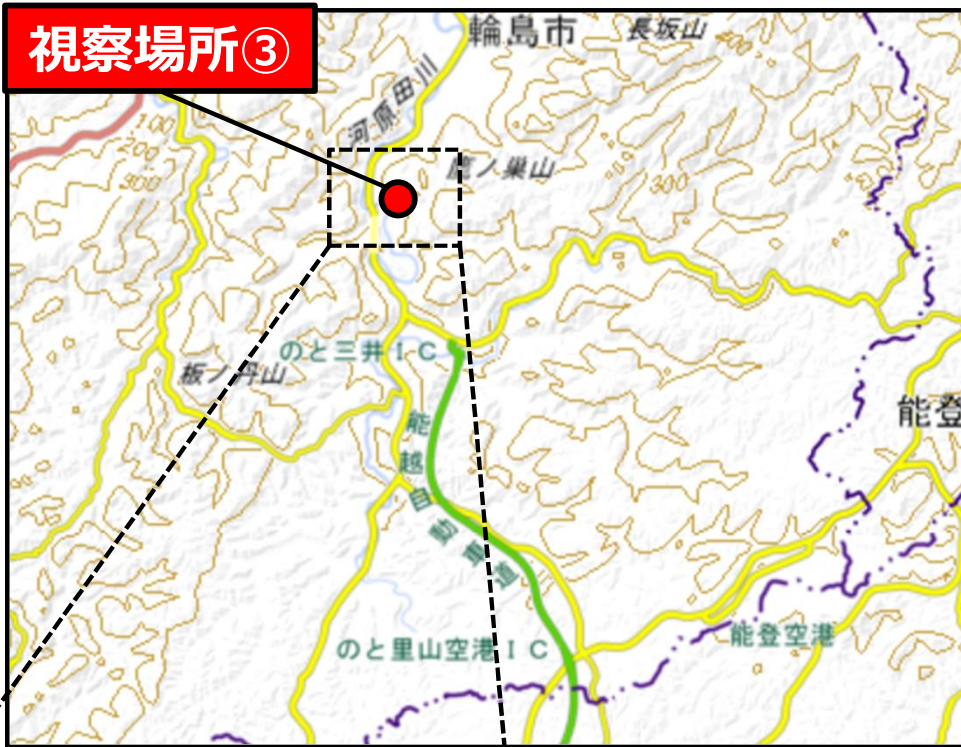 視察場所③
輪島市
長坂山
河原田川
100
200
300
鷹ノ巣山
300
のと三井IC
板ノ丹山
能越自動車道
能登
のと里山空港IC
能登空港